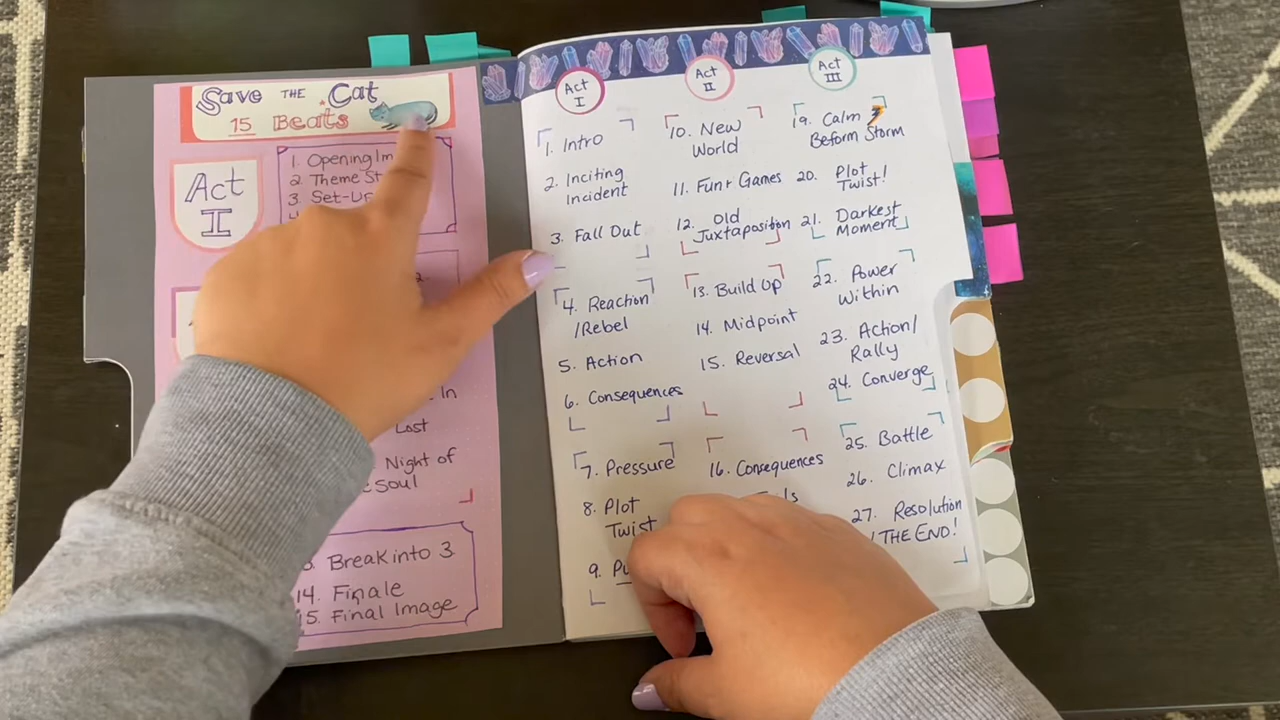 Save THE Cat
15 Beats
Act
I
1. Opening Im
2. Theme St
3. Set-Up
2.
In
Lost
Night of
Soul
Break into 3
14. Finale
15. Final Image
Act
I
1. Intro
2. Inciting
Incident
3. Fall Out
4. Reaction
/Rebel
5. Action
6. Consequences
7. Pressure
8. Plot
Twist
9. Pu
Act
II
10. New
World
11. Fun + Games
12. Old
Juxtaposition
13. Build Up
14. Midpoint
15. Reversal
16. Consequences
Act
III
19. Calm
Beform Storm
20. Plot
Twist!
21. Darkest
Moment
22. Power
Within
23. Action/
Rally
24. Converge
25. Battle
26. Climax
27. Resolution
/ THE END!